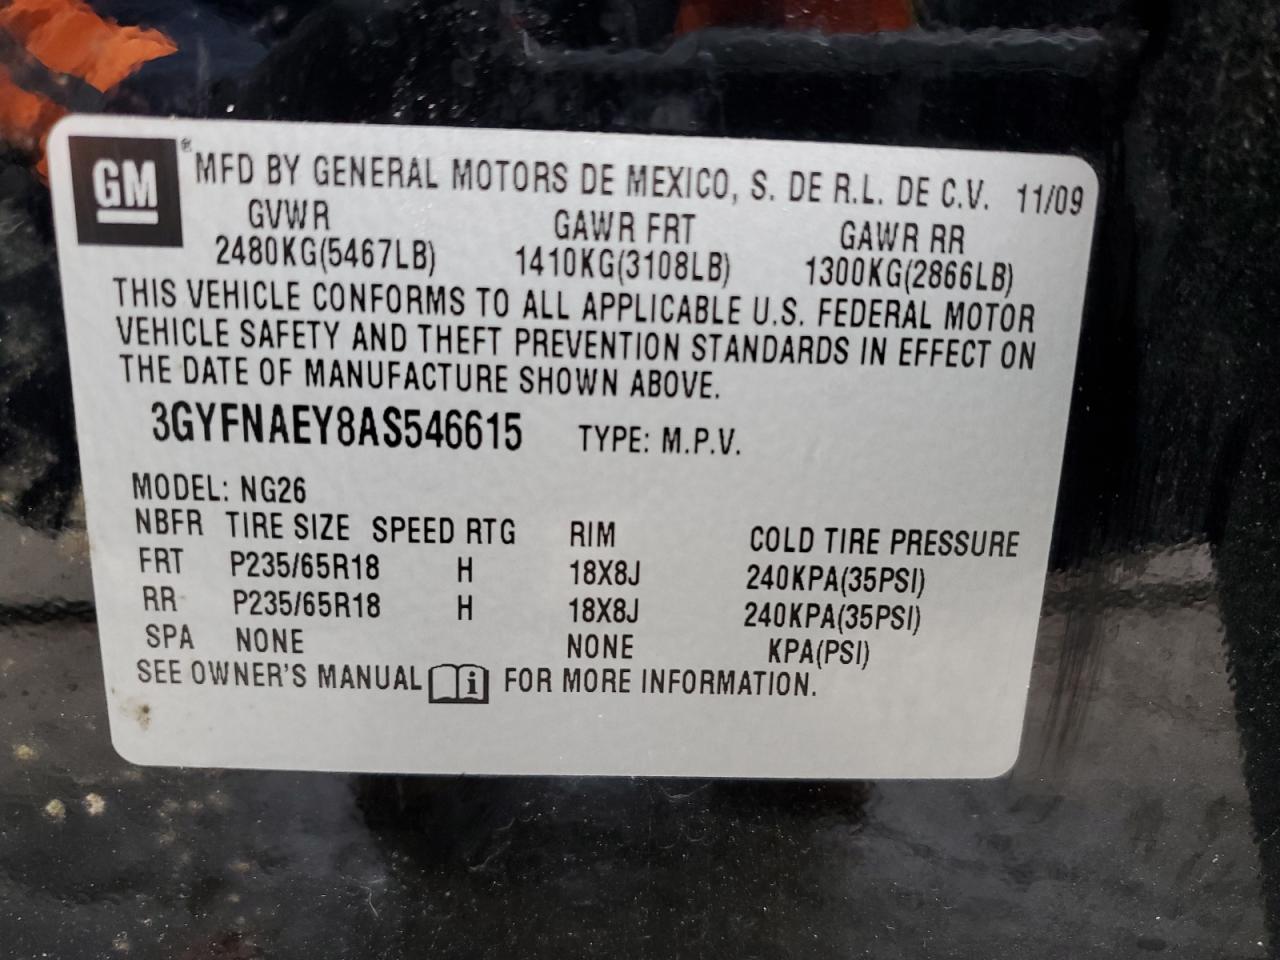 GM® MFD BY GENERAL MOTORS DE MEXICO, S. DE R.L. DE C.V. 11/09
GVWR GAWR FRT GAWR RR
2480KG(5467LB) 1410KG(3108LB) 1300KG(2866LB)
THIS VEHICLE CONFORMS TO ALL APPLICABLE U.S. FEDERAL MOTOR
VEHICLE SAFETY AND THEFT PREVENTION STANDARDS IN EFFECT ON
THE DATE OF MANUFACTURE SHOWN ABOVE.
3GYFNAEY8AS546615 TYPE: M.P.V.
MODEL: NG26
NBFR TIRE SIZE SPEED RTG RIM COLD TIRE PRESSURE
FRT P235/65R18 H 18X8J 240KPA(35PSI)
RR P235/65R18 H 18X8J 240KPA(35PSI)
SPA NONE NONE KPA(PSI)
SEE OWNER'S MANUAL i FOR MORE INFORMATION.